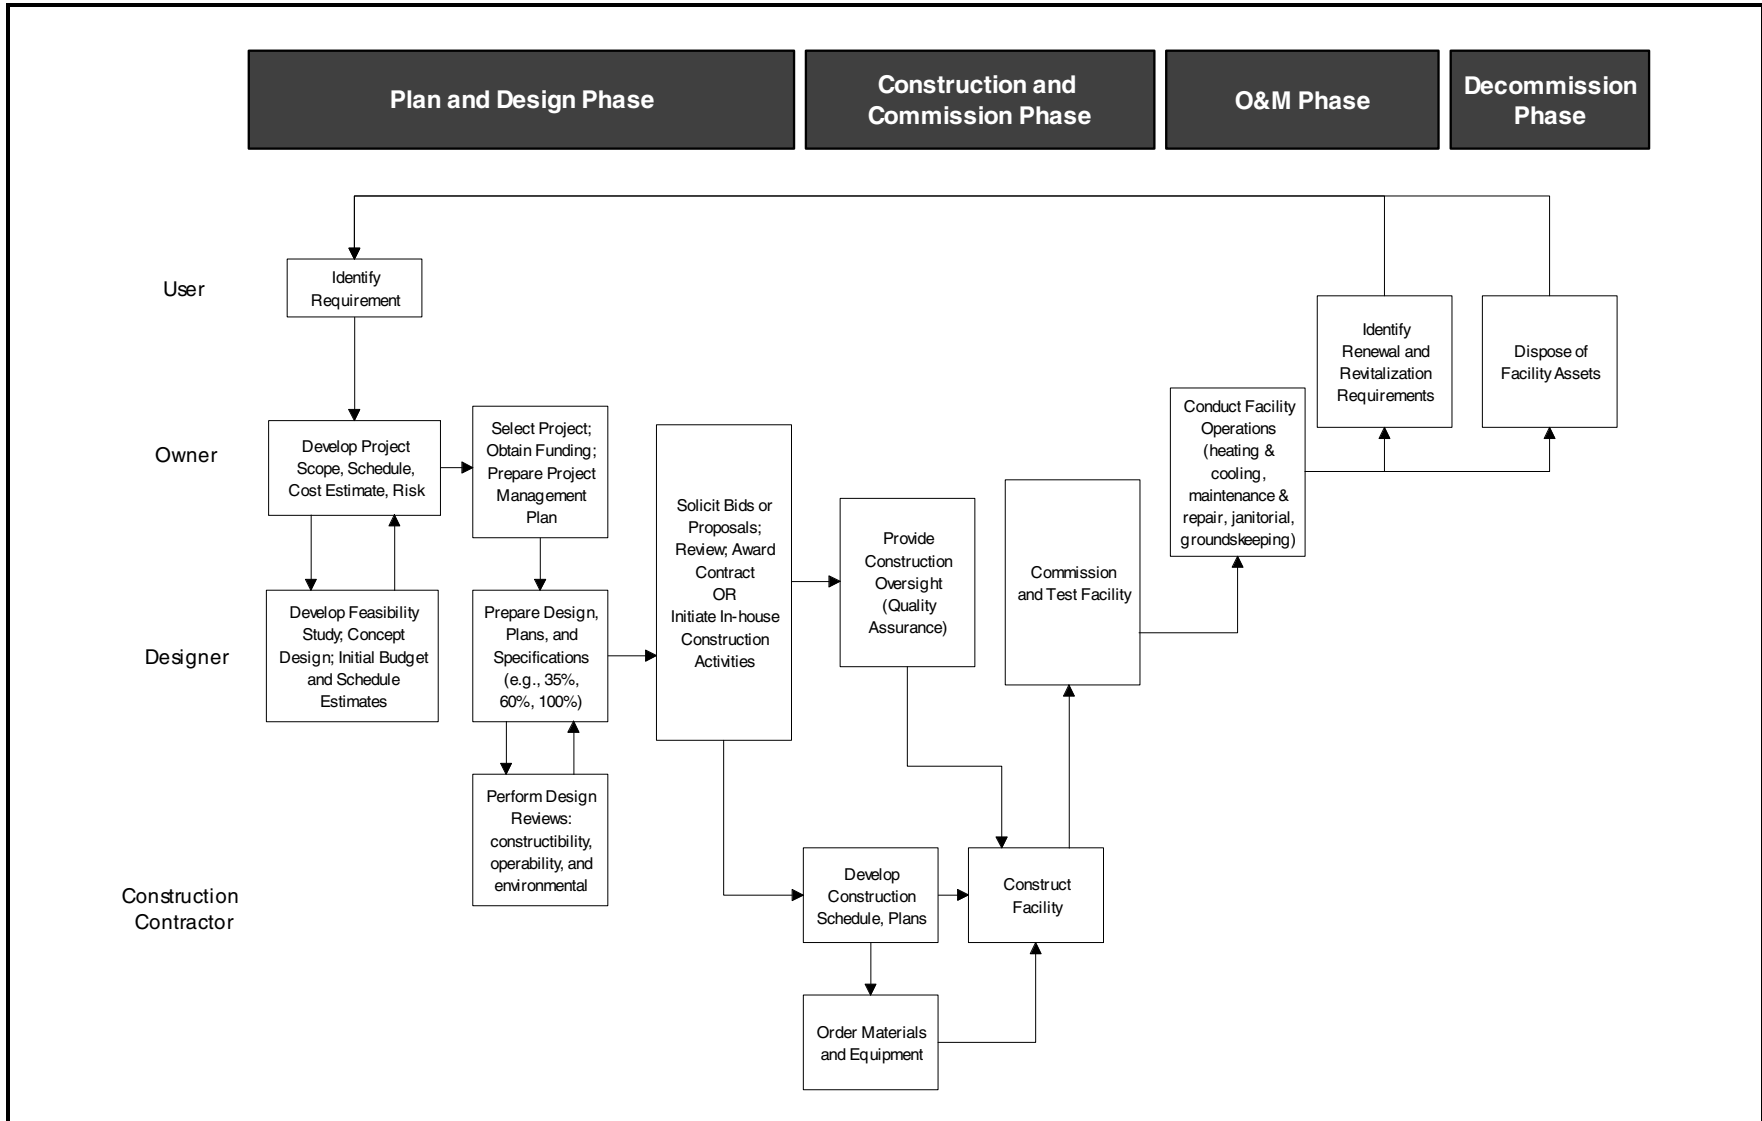 Plan and Design Phase
Construction and
Commission Phase
O&M Phase
Decommission
Phase
User
Identify
Requirement
Identify
Renewal and
Revitalization
Requirements
Dispose of
Facility Assets
Owner
Develop Project
Scope, Schedule,
Cost Estimate, Risk
Select Project;
Obtain Funding;
Prepare Project
Management
Plan
Solicit Bids or
Proposals;
Review; Award
Contract
OR
Initiate In-house
Construction
Activities
Provide
Construction
Oversight
(Quality
Assurance)
Commission
and Test Facility
Conduct Facility
Operations
(heating &
cooling,
maintenance &
repair, janitorial,
groundskeeping)
Designer
Develop Feasibility
Study; Concept
Design; Initial Budget
and Schedule
Estimates
Prepare Design,
Plans, and
Specifications
(e.g., 35%,
60%, 100%)
Construction
Contractor
Perform Design
Reviews:
constructibility,
operability, and
environmental
Develop
Construction
Schedule, Plans
Construct
Facility
Order Materials
and Equipment